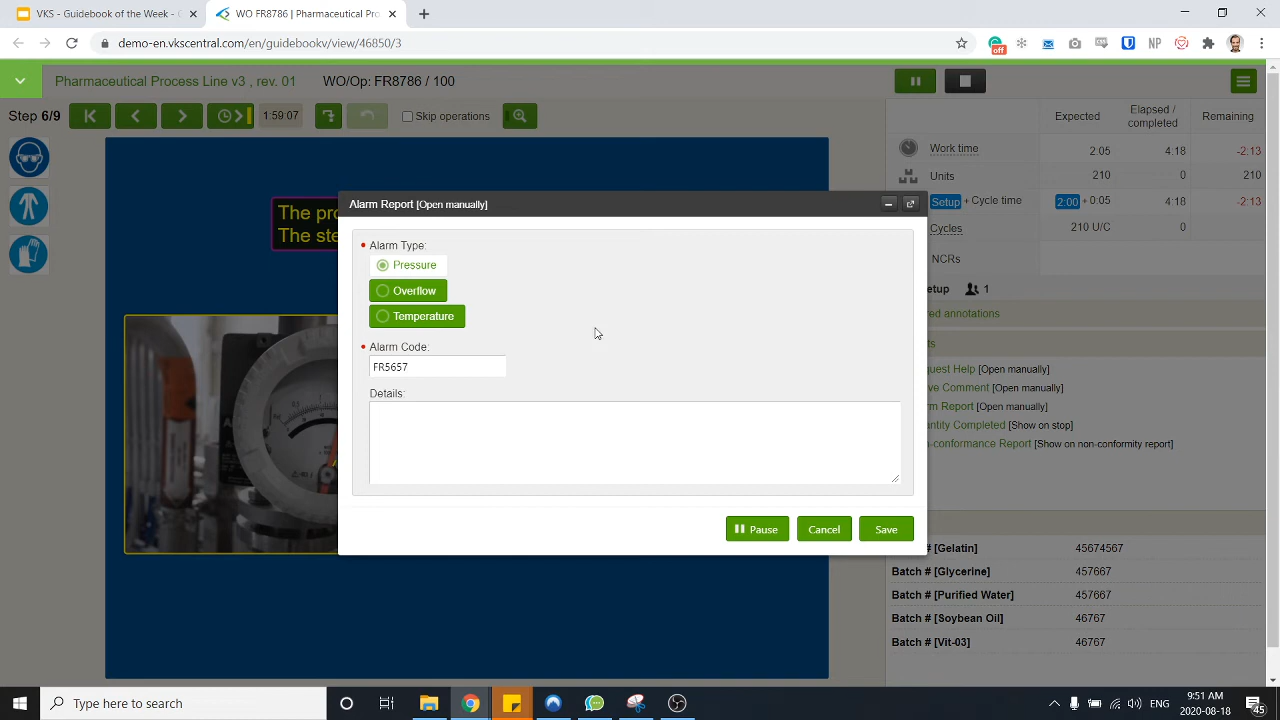 VKS - Weekly Session of the Week -
WO FR8786 | Pharmaceutical Pro
demo-en.vkscentral.com/en/guidebookv/view/46850/3
off
NP
Pharmaceutical Process Line v3 , rev. 01
WO/Op: FR8786 / 100
Step 6/9
1:59:07
Skip operations
Expected
Elapsed /
completed
Remaining
Work time
2.05
4:18
-2.13
Units
210
0
210
Setup + Cycle time
2:00 + 0:05
4:18
-2:13
Cycles
210 U/C
0
0
NCRs
etup
1
red annotations
ts
quest Help [Open manually]
ve Comment [Open manually]
rm Report [Open manually]
antity Completed [Show on stop]
n-conformance Report [Show on non-conformity report]
The pro
The ste
Alarm Report [Open manually]
• Alarm Type:
Pressure
Overflow
Temperature
• Alarm Code:
FR5657
Details:
Pause
Cancel
Save
Batch # [Gelatin]
45674567
Batch # [Glycerine]
457667
Batch # [Purified Water]
457667
Batch # [Soybean Oil]
46767
Batch # [Vit-03]
46767
Type here to search
ENG
9:51 AM
2020-08-18
45